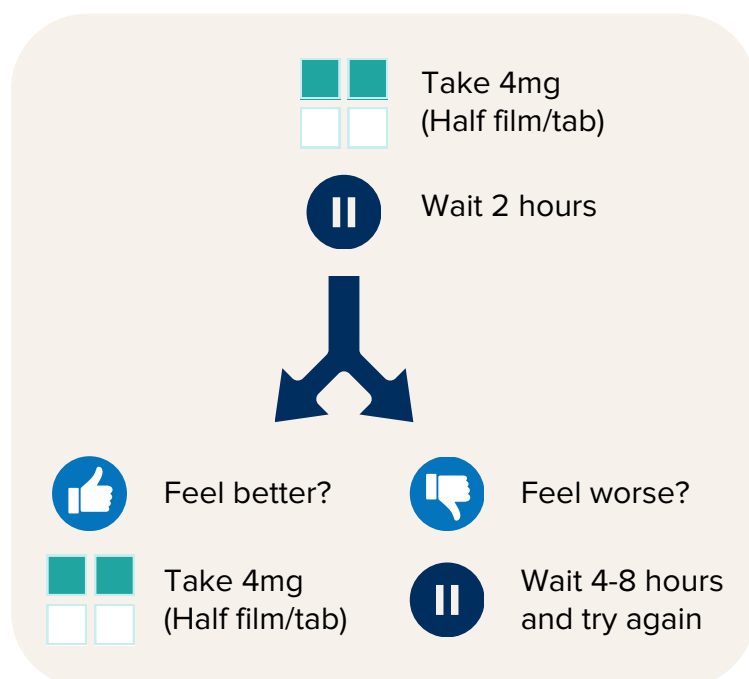 Take 4mg
(Half film/tab)
Wait 2 hours
Feel better?
Take 4mg
(Half film/tab)
Feel worse?
Wait 4-8 hours
and try again